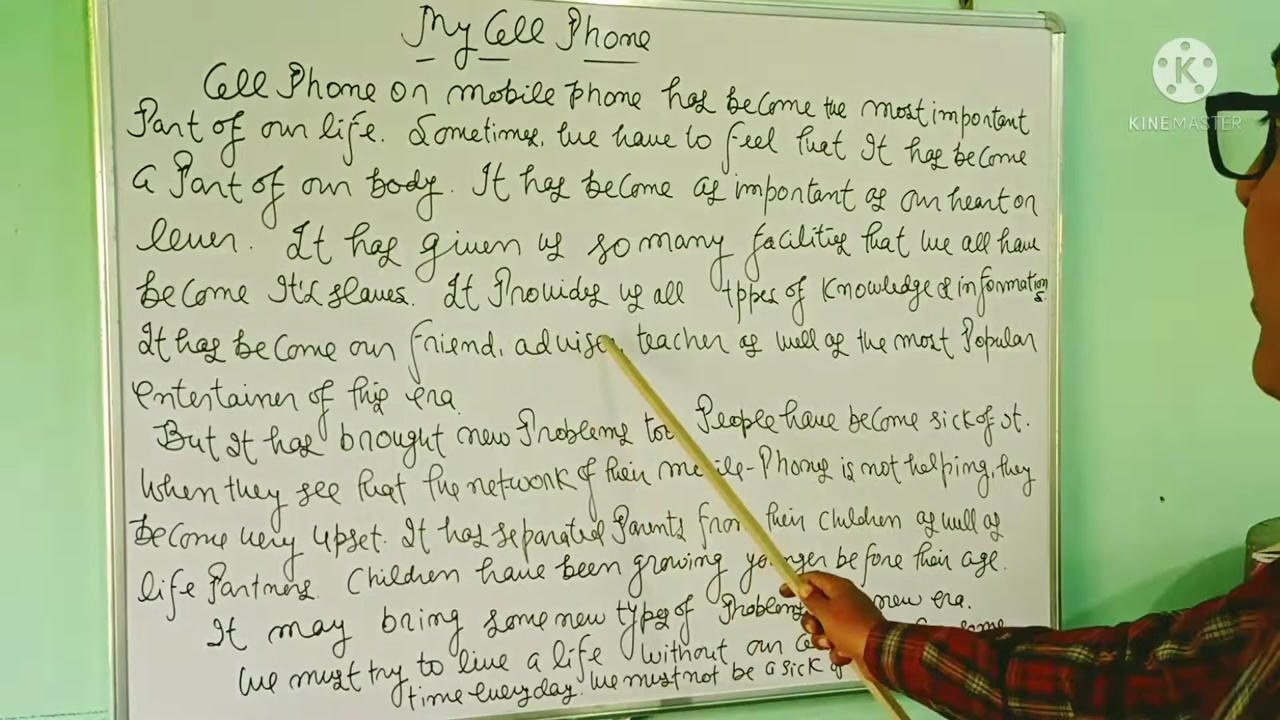 My Cell Phone
Cell Phone or mobile phone has become the most important
Part of our life. Sometimes, We have to feel that It has become
a Part of our body. It has become as important as our heart or
lever. It has given us so many facilities that we all have
become It's slaves. It Provides us all types of Knowledge & informations
It has become our friend, adviser, teacher as well as the most Popular
entertainer of this era.
But It has brought new Problems too People have become sick of it.
When they see that the network of their mobile-Phone is not helping, they
become very upset. It has separated Parents from their children as well as
life Partners. Children have been growing younger before their age.
It may bring some new types of Problems new era.
We must try to live a life without our some
time everyday. We must not be a sick of
K
KINEMASTER